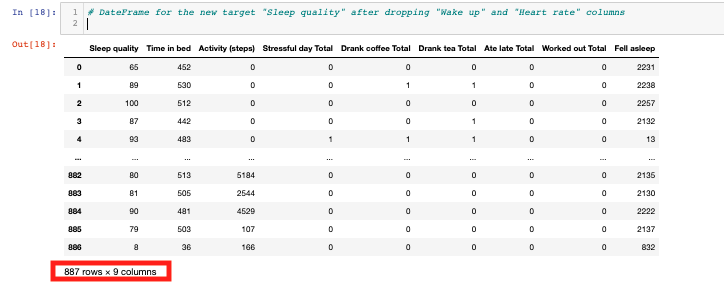 In [18]: 1 # DateFrame for the new target "Sleep quality" after dropping "Wake up" and "Heart rate" columns
2
Out[18]:
Sleep quality Time in bed Activity (steps) Stressful day Total Drank coffee Total Drank tea Total Ate late Total Worked out Total Fell asleep
0 65 452 0 0 0 0 0 0 2231
1 89 530 0 0 1 1 0 0 2238
2 100 512 0 0 0 0 0 0 2257
3 87 442 0 0 0 1 0 0 2132
4 93 483 0 1 1 1 0 0 13
... ... ... ... ... ... ... ... ... ...
882 80 513 5184 0 0 0 0 0 2135
883 81 505 2544 0 0 0 0 0 2130
884 90 481 4529 0 0 0 0 0 2222
885 79 503 107 0 0 0 0 0 2137
886 8 36 166 0 0 0 0 0 832
887 rows × 9 columns